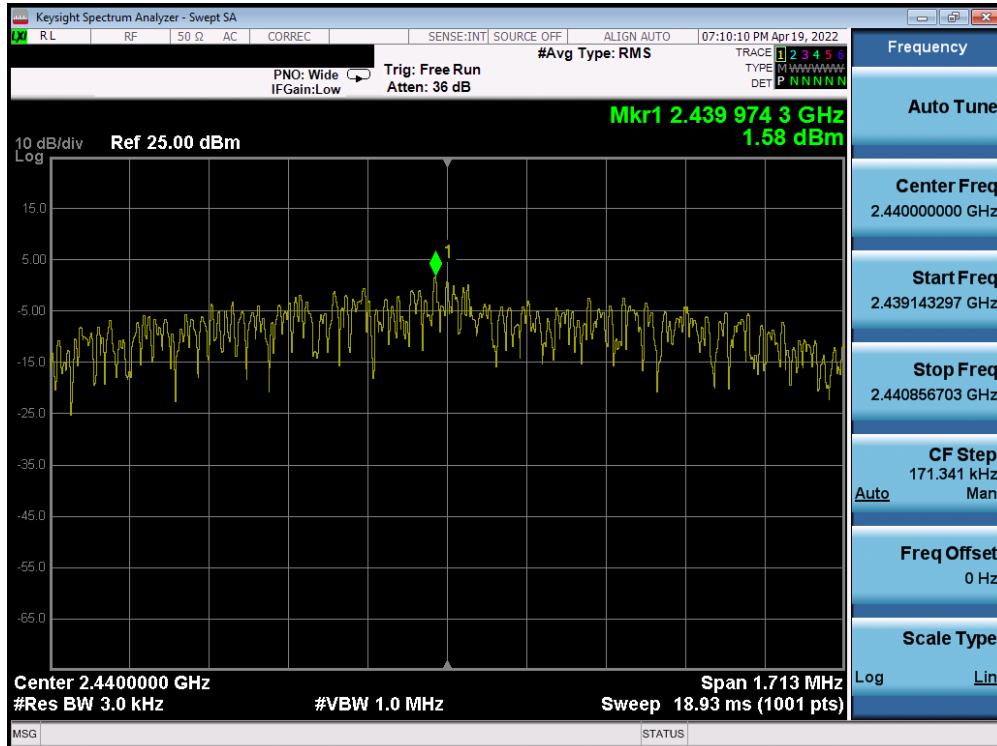 Keysight Spectrum Analyzer - Swept SA
LXI RL RF 50 Ω AC CORREC SENSE:INT SOURCE OFF ALIGN AUTO 07:10:10 PM Apr 19, 2022
#Avg Type: RMS
TRACE 1 2 3 4 5 6
PNO: Wide Trig: Free Run
TYPE M WWWWW
IFGain:Low Atten: 36 dB
DET P N N N N N
Mkr1 2.439 974 3 GHz
1.58 dBm
10 dB/div Ref 25.00 dBm
Log
15.0
5.00
1
-5.00
-15.0
-25.0
-35.0
-45.0
-55.0
-65.0
Center 2.4400000 GHz Span 1.713 MHz
#Res BW 3.0 kHz #VBW 1.0 MHz Sweep 18.93 ms (1001 pts)
MSG STATUS
Frequency
Auto Tune
Center Freq
2.440000000 GHz
Start Freq
2.439143297 GHz
Stop Freq
2.440856703 GHz
CF Step
171.341 kHz
Auto Man
Freq Offset
0 Hz
Scale Type
Log Lin